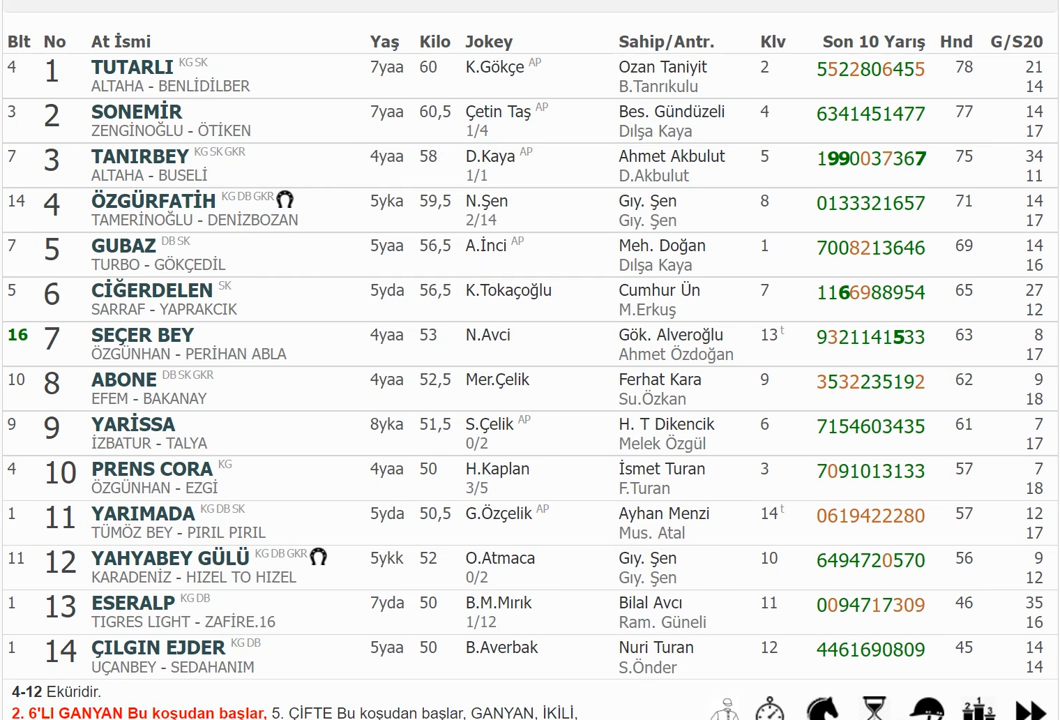 Blt No At İsmi Yaş Kilo Jokey Sahip/Antr. Klv Son 10 Yarış Hnd G/S20
4 1 TUTARLI KG SK 7yaa 60 K.Gökçe AP Ozan Taniyit 2 5522806455 78 21
ALTAHA - BENLİDİLBER B.Tanrıkulu 14
3 2 SONEMİR 7yaa 60,5 Çetin Taş AP Bes. Gündüzeli 4 6341451477 77 14
ZENGİNOĞLU - ÖTİKEN 1/4 Dılşa Kaya 17
7 3 TANIRBEY KG SK GKR 4yaa 58 D.Kaya AP Ahmet Akbulut 5 1990037367 75 34
ALTAHA - BUSELİ 1/1 D.Akbulut 11
14 4 ÖZGÜRFATİH KG DB GKR 5yka 59,5 N.Şen Gıy. Şen 8 0133321657 71 14
TAMERİNOĞLU - DENİZBOZAN 2/14 Gıy. Şen 17
7 5 GUBAZ DB SK 5yaa 56,5 A.İnci AP Meh. Doğan 1 7008213646 69 14
TURBO - GÖKÇEDİL Dılşa Kaya 16
5 6 CİĞERDELEN SK 5yda 56,5 K.Tokaçoğlu Cumhur Ün 7 1166988954 65 27
SARRAF - YAPRAKCIK M.Erkuş 12
16 7 SEÇER BEY 4yaa 53 N.Avci Gök. Alveroğlu 13 t 9321141533 63 8
ÖZGÜNHAN - PERİHAN ABLA Ahmet Özdoğan 17
10 8 ABONE DB SK GKR 4yaa 52,5 Mer.Çelik Ferhat Kara 9 3532235192 62 9
EFEM - BAKANAY Su.Özkan 18
9 9 YARİSSA 8yka 51,5 S.Çelik AP H. T Dikencik 6 7154603435 61 7
İZBATUR - TALYA 0/2 Melek Özgül 17
4 10 PRENS CORA KG 4yaa 50 H.Kaplan İsmet Turan 3 7091013133 57 7
ÖZGÜNHAN - EZGİ 3/5 F.Turan 18
1 11 YARIMADA KG DB SK 5yda 50,5 G.Özçelik AP Ayhan Menzi 14 t 0619422280 57 12
TÜMÖZ BEY - PIRIL PIRIL Mus. Atal 17
11 12 YAHYABEY GÜLÜ KG DB GKR 5ykk 52 O.Atmaca Gıy. Şen 10 6494720570 56 9
KARADENİZ - HIZEL TO HIZEL 0/2 Gıy. Şen 12
1 13 ESERALP KG DB 7yda 50 B.M.Mırık Bilal Avcı 11 0094717309 46 35
TIGRES LIGHT - ZAFİRE.16 1/12 Ram. Güneli 16
1 14 ÇILGIN EJDER KG DB 5yaa 50 B.Averbak Nuri Turan 12 4461690809 45 14
UÇANBEY - SEDAHANIM S.Önder 14
4-12 Eküridir.
2. 6'LI GANYAN Bu koşudan başlar, 5. ÇİFTE Bu koşudan başlar, GANYAN, İKİLİ,
2 1 3